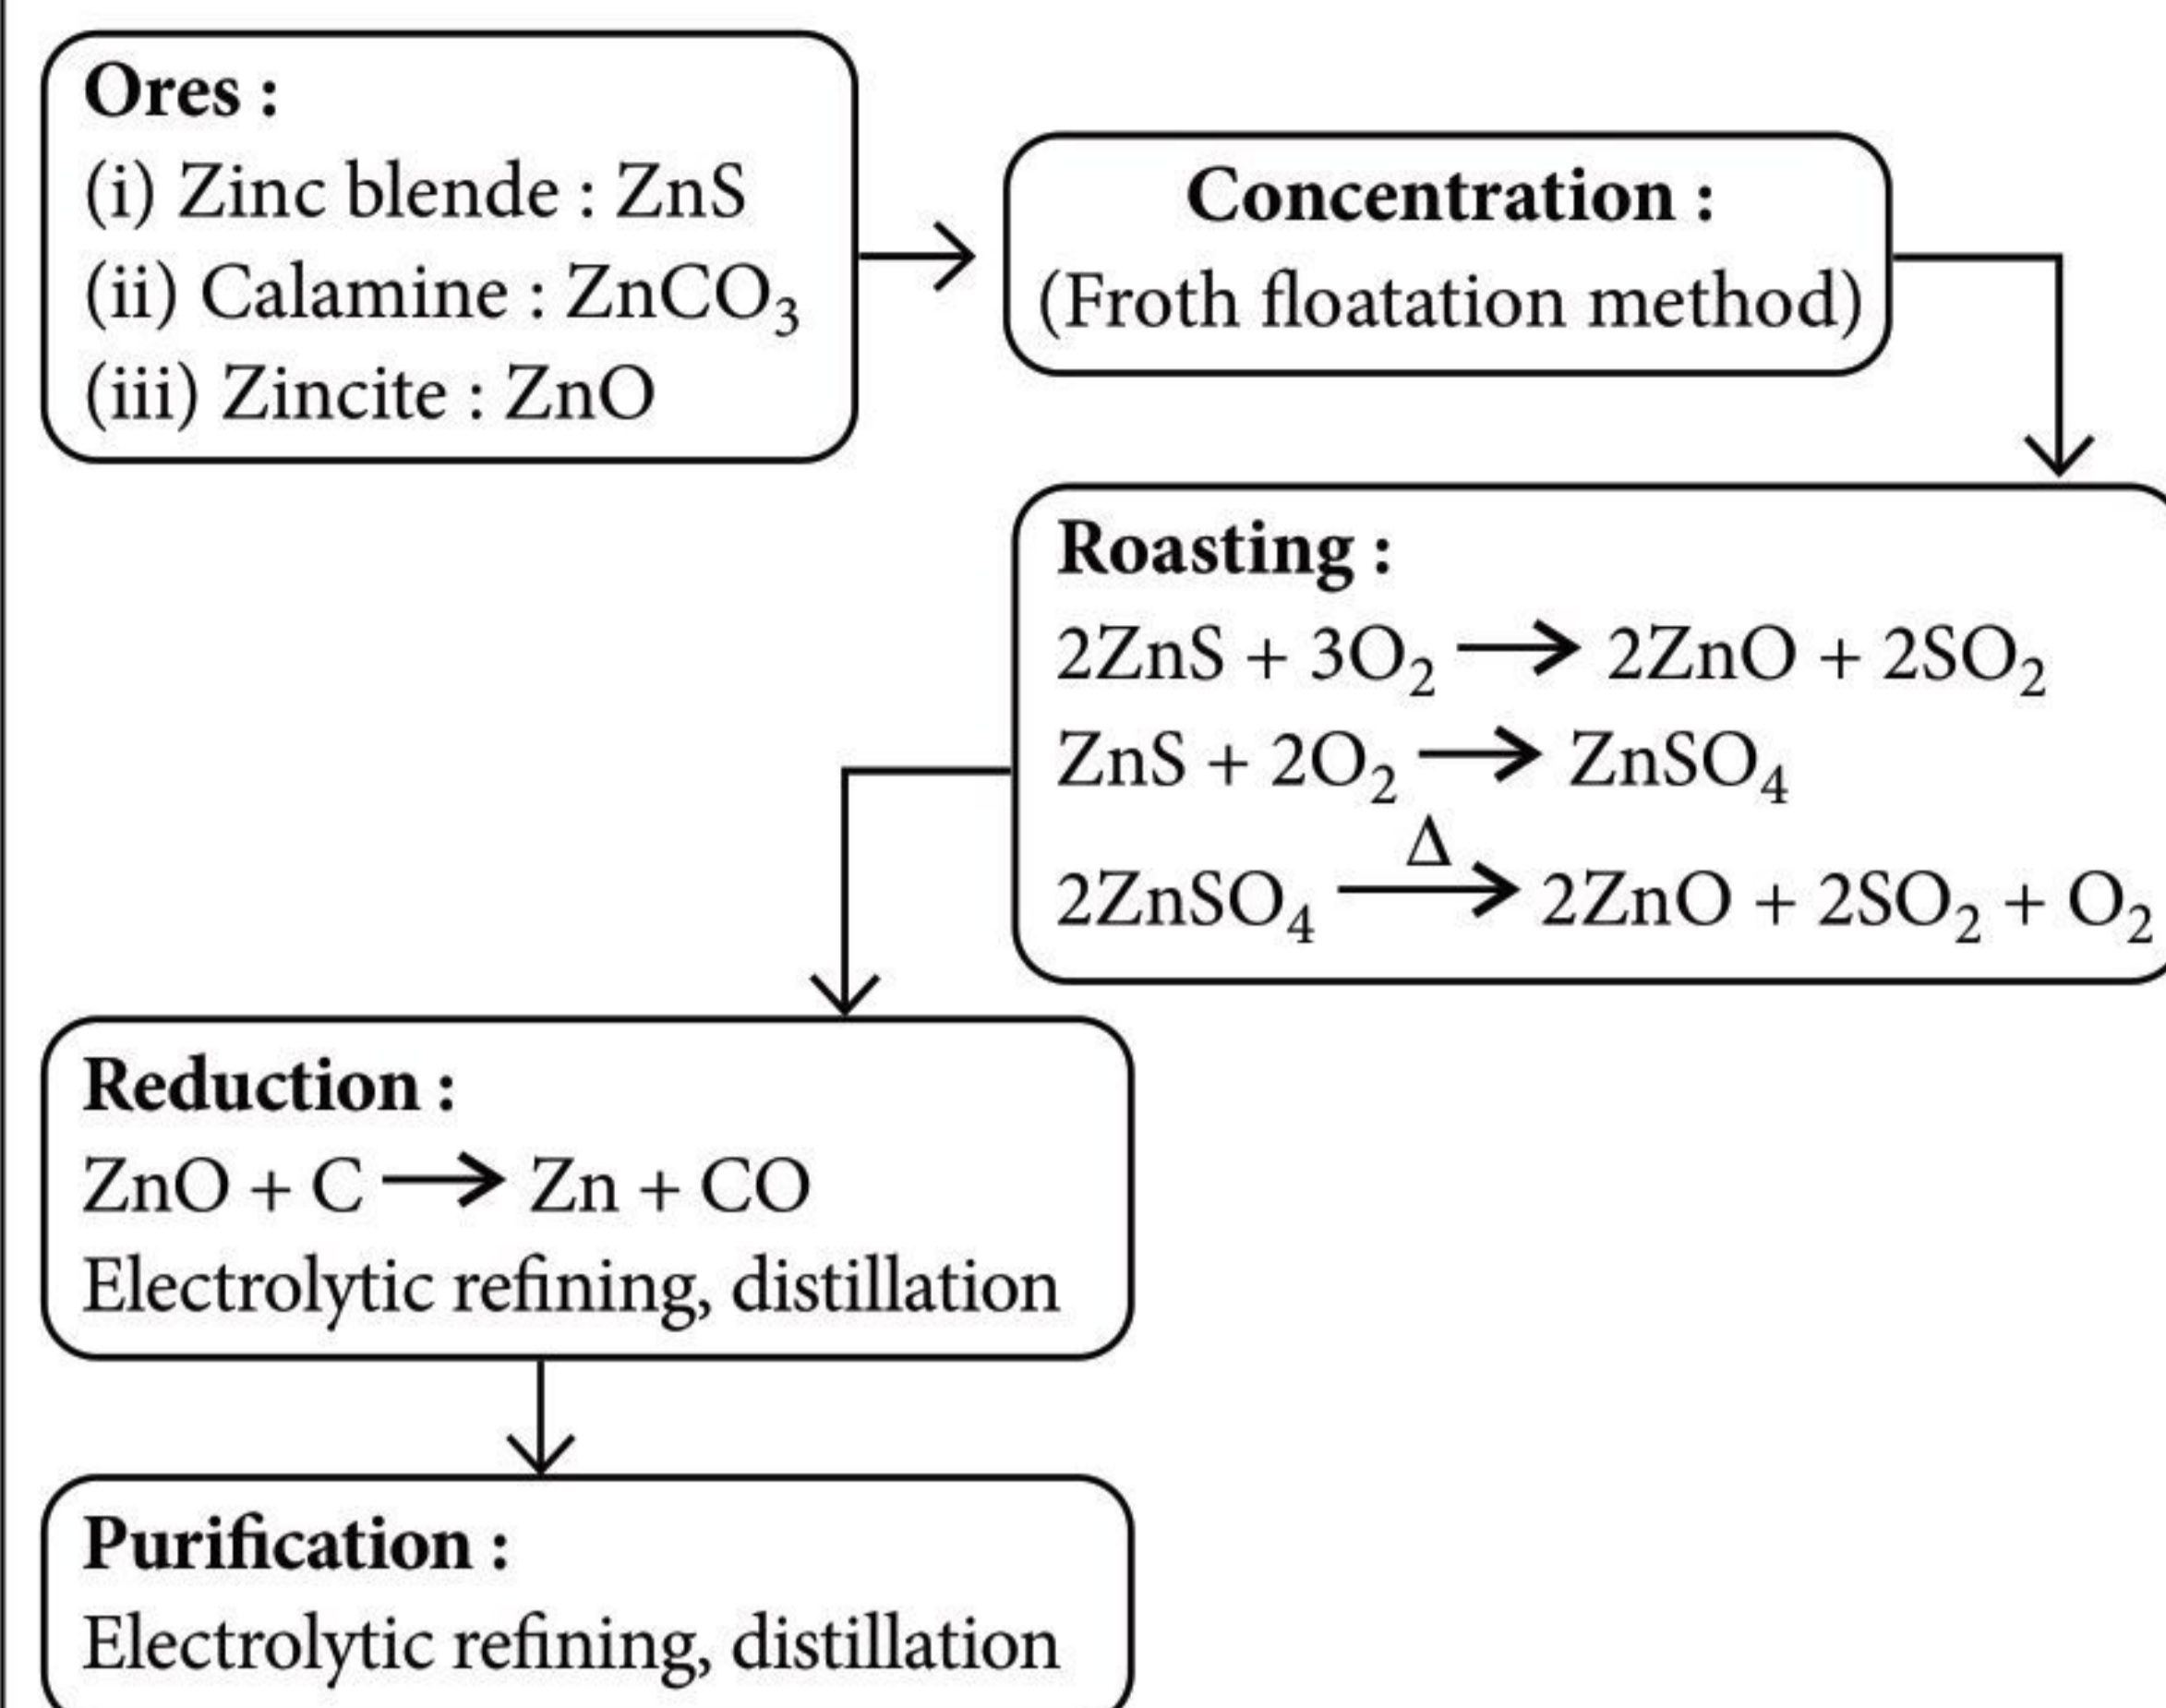 Ores :
(i) Zinc blende : ZnS
(ii) Calamine : ZnCO₃
(iii) Zincite : ZnO
Concentration :
(Froth floatation method)
Roasting :
2ZnS + 3O₂ → 2ZnO + 2SO₂
ZnS + 2O₂ → ZnSO₄
2ZnSO₄ →Δ 2ZnO + 2SO₂ + O₂
Reduction :
ZnO + C → Zn + CO
Electrolytic refining, distillation
Purification :
Electrolytic refining, distillation